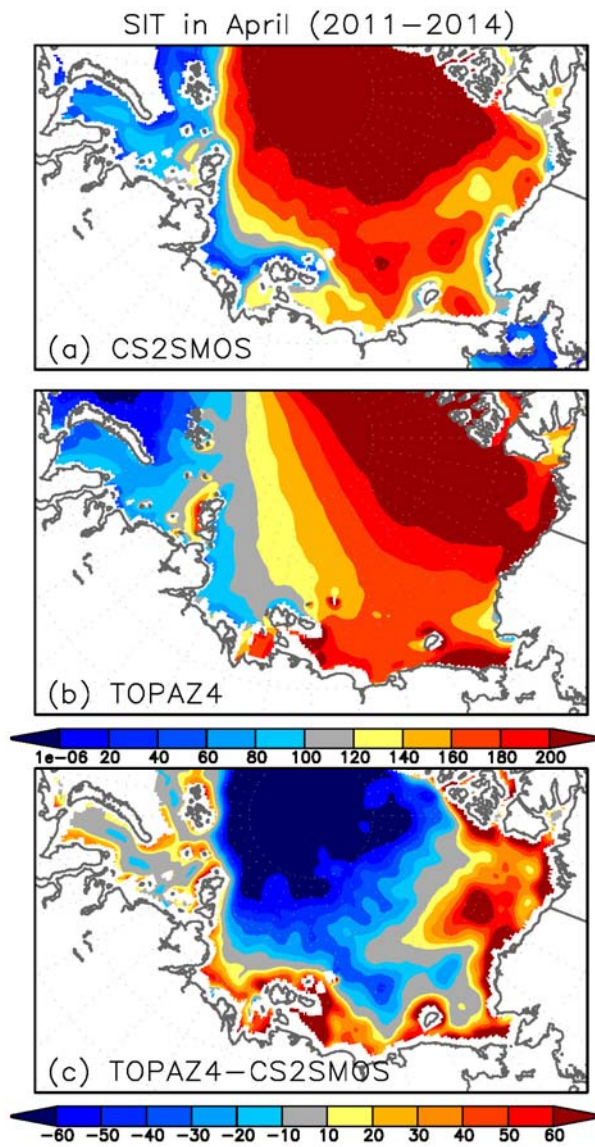 SIT in April (2011−2014)
(a) CS2SMOS
(b) TOPAZ4
1e−06 20 40 60 80 100 120 140 160 180 200
(c) TOPAZ4−CS2SMOS
−60 −50 −40 −30 −20 −10 10 20 30 40 50 60